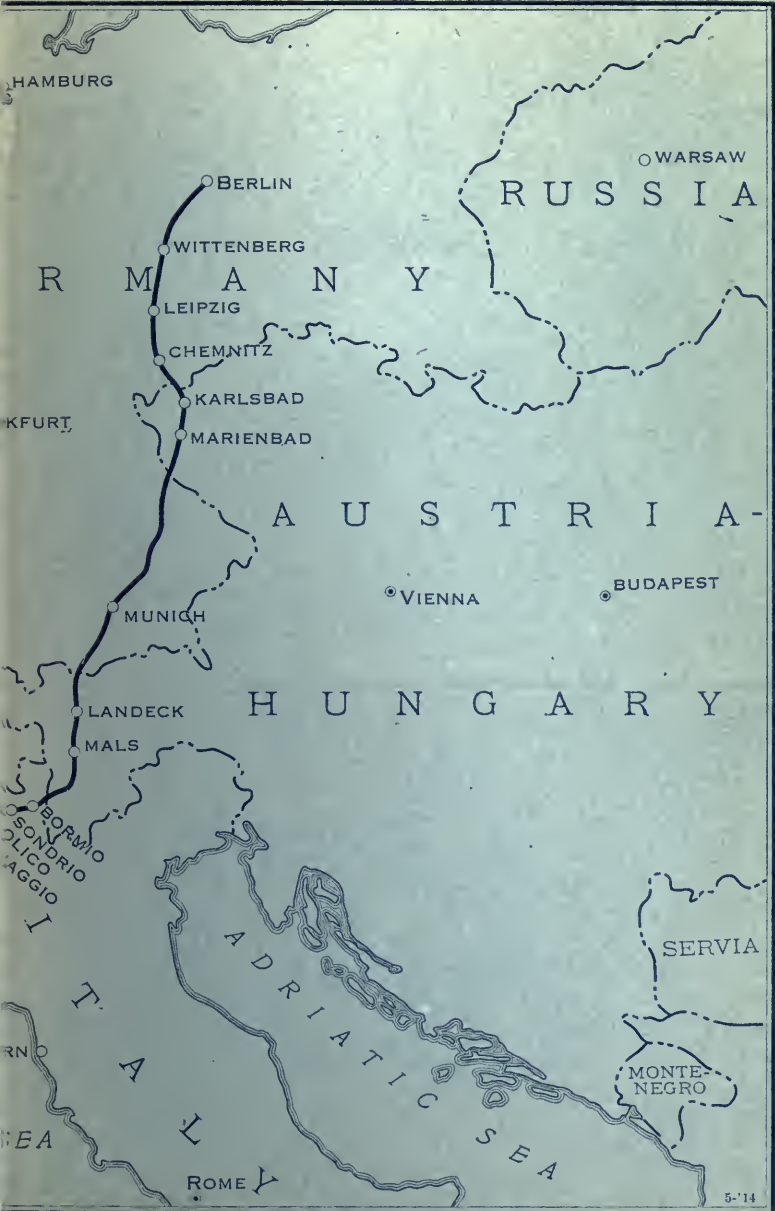 HAMBURG
WARSAW
RUSSIA
BERLIN
WITTENBERG
RMANY
LEIPZIG
CHEMNITZ
KARLSBAD
KFURT
MARIENBAD
AUSTRIA-
BUDAPEST
VIENNA
MUNICH
LANDECK
HUNGARY
MALS
BORMIO
SONDRIO
OLICO
AGGIO
ITALY
ADRIATIC SEA
SERVIA
RN
MONTE-
NEGRO
SEA
ROME
5-'14